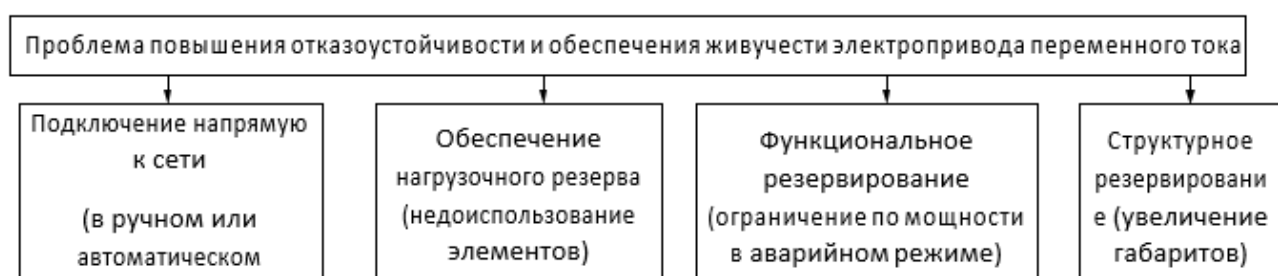 Проблема повышения отказоустойчивости и обеспечения живучести электропривода переменного тока
Подключение напрямую
к сети
(в ручном или
автоматическом
Обеспечение
нагрузочного резерва
(недоиспользование
элементов)
Функциональное
резервирование
(ограничение по мощности
в аварийном режиме)
Структурное
резервировани
е (увеличение
габаритов)